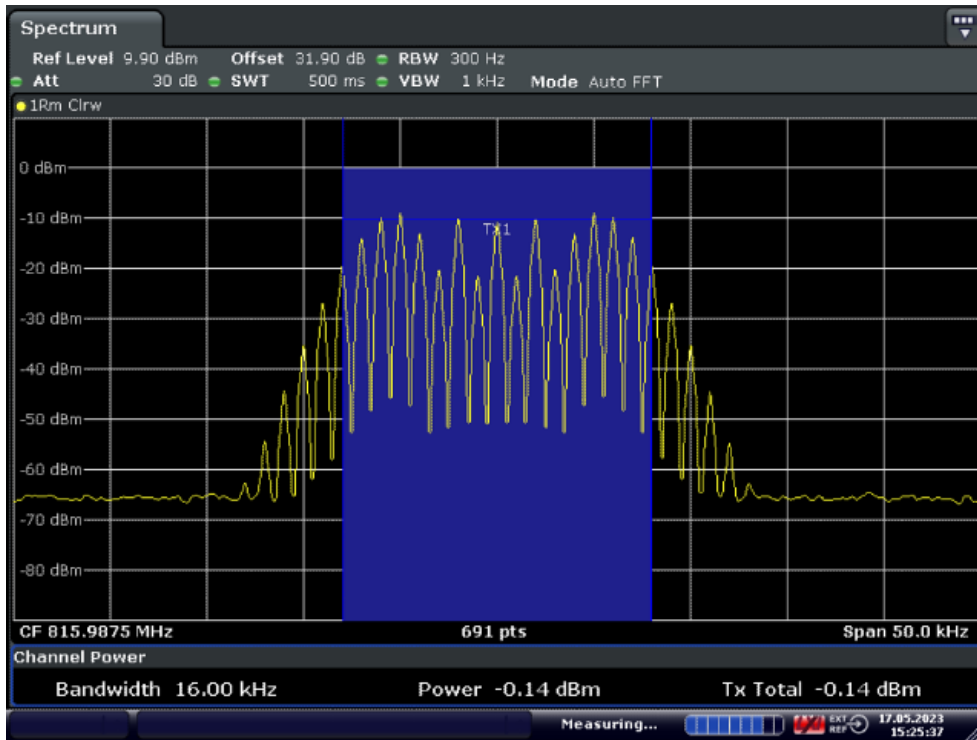 Spectrum
Ref Level 9.90 dBm Offset 31.90 dB RBW 300 Hz
Att 30 dB SWT 500 ms VBW 1 kHz Mode Auto FFT
1Rm Clrw
0 dBm
-10 dBm
TX1
-20 dBm
-30 dBm
-40 dBm
-50 dBm
-60 dBm
-70 dBm
-80 dBm
CF 815.9875 MHz 691 pts Span 50.0 kHz
Channel Power
Bandwidth 16.00 kHz Power -0.14 dBm Tx Total -0.14 dBm
Measuring... EXT REF 17.05.2023
15:25:37